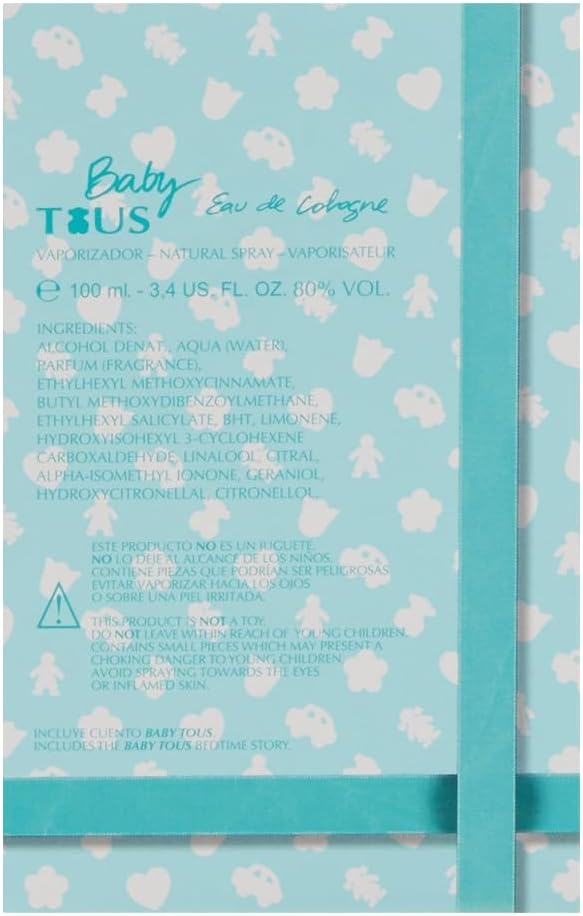 Baby
TOUS
Eau de Cologne
VAPORIZADOR – NATURAL SPRAY – VAPORISATEUR
℮ 100 ml. - 3,4 US. FL. OZ. 80% VOL.
INGREDIENTS:
ALCOHOL DENAT., AQUA (WATER),
PARFUM (FRAGRANCE),
ETHYLHEXYL METHOXYCINNAMATE,
BUTYL METHOXYDIBENZOYLMETHANE,
ETHYLHEXYL SALICYLATE, BHT, LIMONENE,
HYDROXYISOHEXYL 3-CYCLOHEXENE
CARBOXALDEHYDE, LINALOOL, CITRAL,
ALPHA-ISOMETHYL IONONE, GERANIOL,
HYDROXYCITRONELLAL, CITRONELLOL.
ESTE PRODUCTO NO ES UN JUGUETE.
NO LO DEJE AL ALCANCE DE LOS NIÑOS.
CONTIENE PIEZAS QUE PODRÍAN SER PELIGROSAS.
EVITAR VAPORIZAR HACIA LOS OJOS
O SOBRE UNA PIEL IRRITADA.
THIS PRODUCT IS NOT A TOY.
DO NOT LEAVE WITHIN REACH OF YOUNG CHILDREN.
CONTAINS SMALL PIECES WHICH MAY PRESENT A
CHOKING DANGER TO YOUNG CHILDREN.
AVOID SPRAYING TOWARDS THE EYES
OR INFLAMED SKIN.
INCLUYE CUENTO BABY TOUS.
INCLUDES THE BABY TOUS BEDTIME STORY.